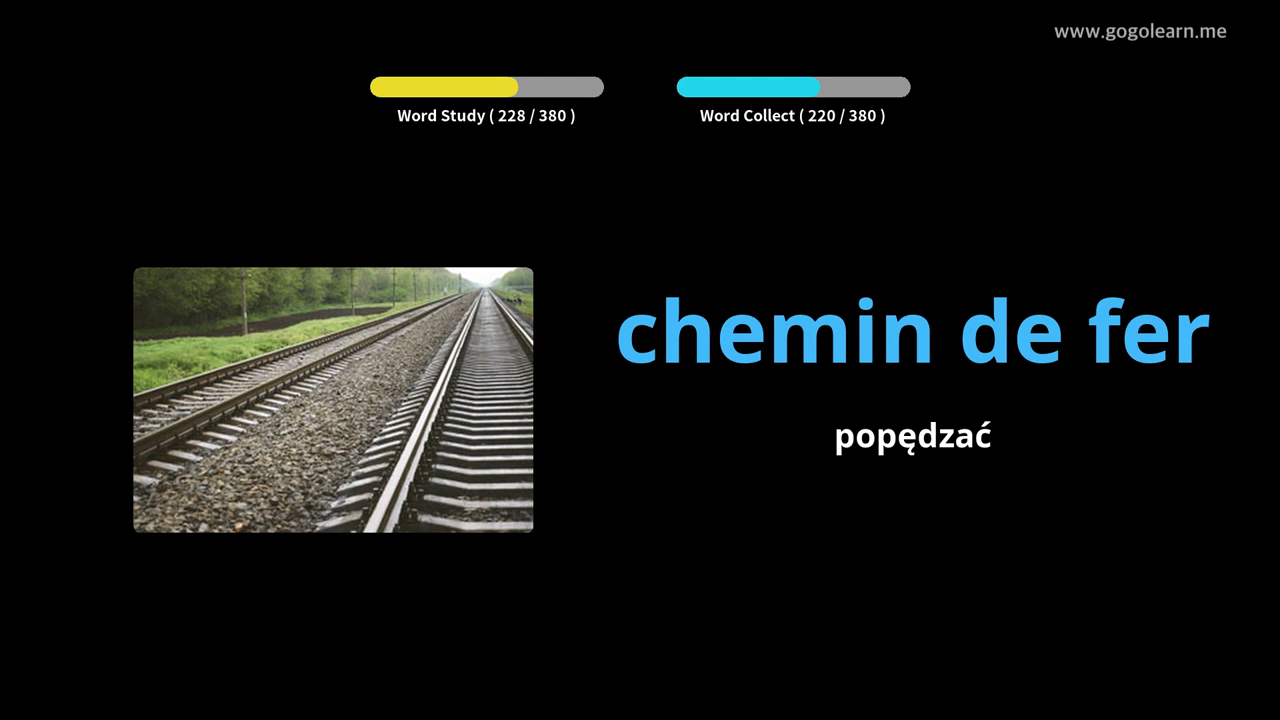 www.gogolearn.me
Word Study ( 228 / 380 )
Word Collect ( 220 / 380 )
chemin de fer
popędzać